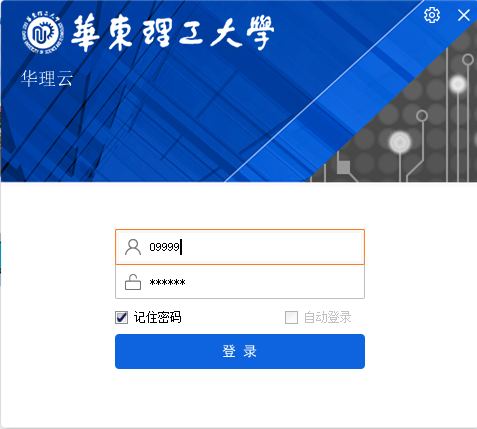 華東理工大學
华理云
09999
******
记住密码
自动登录
登 录